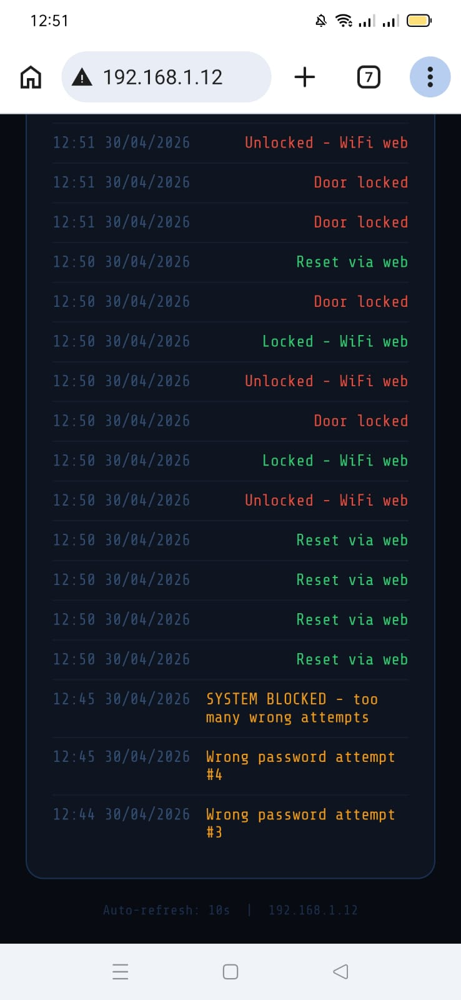 12:51
192.168.1.12
7
12:51 30/04/2026 Unlocked - WiFi web
12:51 30/04/2026 Door locked
12:51 30/04/2026 Door locked
12:50 30/04/2026 Reset via web
12:50 30/04/2026 Door locked
12:50 30/04/2026 Locked - WiFi web
12:50 30/04/2026 Unlocked - WiFi web
12:50 30/04/2026 Door locked
12:50 30/04/2026 Locked - WiFi web
12:50 30/04/2026 Unlocked - WiFi web
12:50 30/04/2026 Reset via web
12:50 30/04/2026 Reset via web
12:50 30/04/2026 Reset via web
12:50 30/04/2026 Reset via web
12:45 30/04/2026 SYSTEM BLOCKED - too
many wrong attempts
12:45 30/04/2026 Wrong password attempt
#4
12:44 30/04/2026 Wrong password attempt
#3
Auto-refresh: 10s | 192.168.1.12